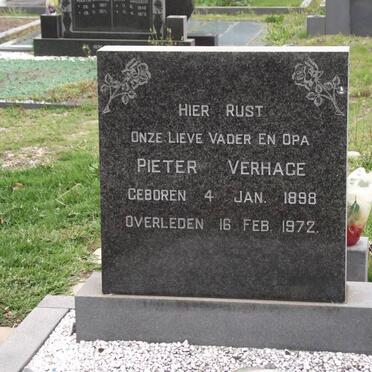 HIER RUST
ONZE LIEVE VADER EN OPA
PIETER VERHAGE
GEBOREN 4 JAN. 1898
OVERLEDEN 16 FEB. 1972.